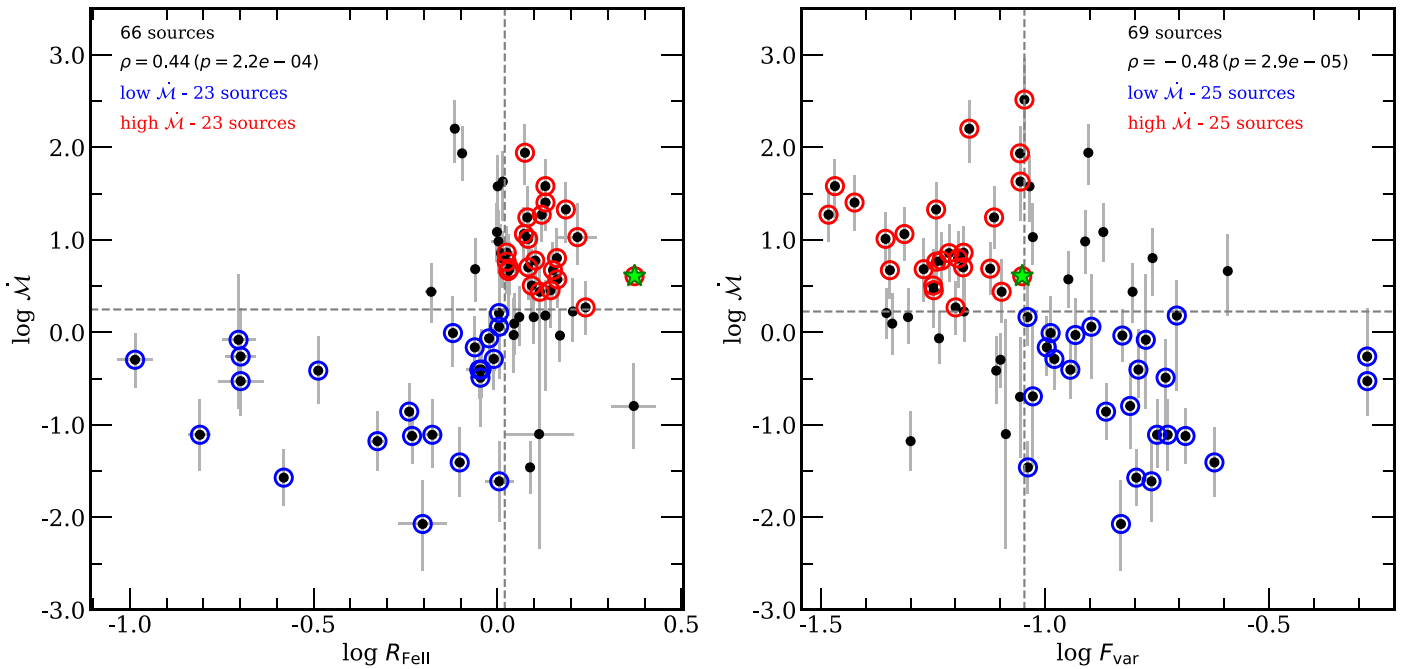 66 sources
ρ = 0.44 (p = 2.2e − 04)
low Ṁ - 23 sources
high Ṁ - 23 sources
3.0
2.0
1.0
0.0
-1.0
-2.0
-3.0
log Ṁ
-1.0
-0.5
0.0
0.5
log R_FeII
69 sources
ρ = −0.48 (p = 2.9e − 05)
low Ṁ - 25 sources
high Ṁ - 25 sources
3.0
2.0
1.0
0.0
-1.0
-2.0
-3.0
log Ṁ
-1.5
-1.0
-0.5
log F_var